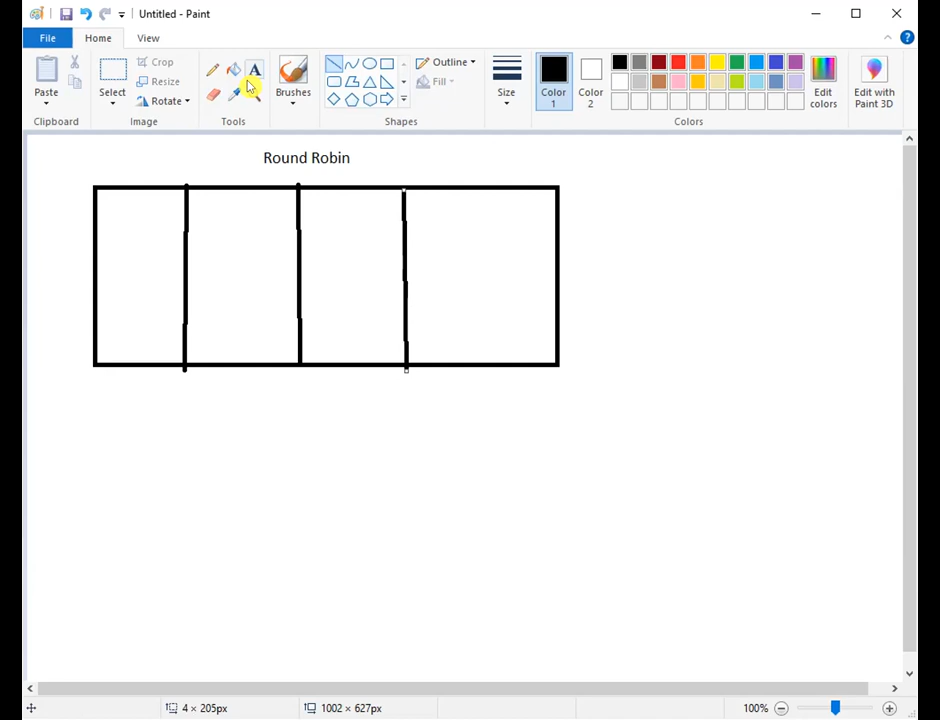 Untitled - Paint
File
Home
View
Paste
Clipboard
Select
Crop
Resize
Rotate
Image
A
Tools
Brushes
Outline
Fill
Shapes
Size
Color
1
Color
2
Colors
Edit
colors
Edit with
Paint 3D
Round Robin
4 × 205px
1002 × 627px
100%